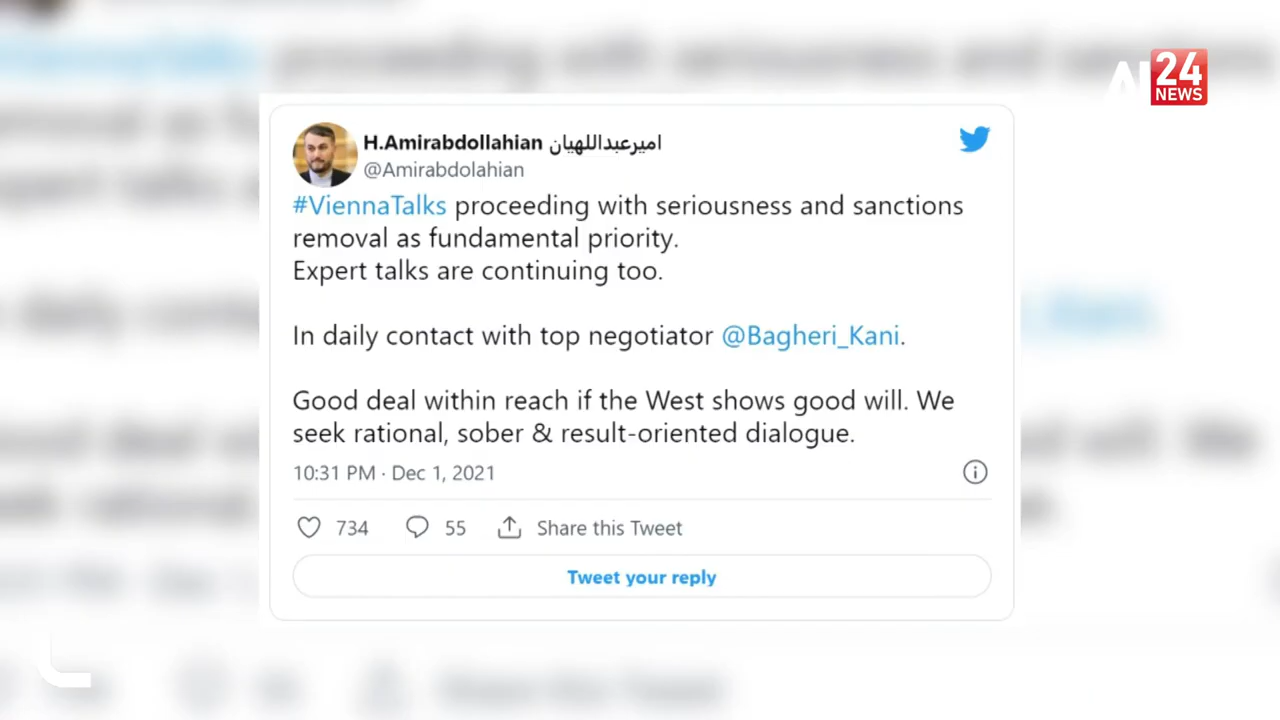 AL
24
NEWS
H.Amirabdollahian امیرعبداللهیان
@Amirabdolahian
#ViennaTalks proceeding with seriousness and sanctions
removal as fundamental priority.
Expert talks are continuing too.
In daily contact with top negotiator @Bagheri_Kani.
Good deal within reach if the West shows good will. We
seek rational, sober & result-oriented dialogue.
10:31 PM · Dec 1, 2021
734 55 Share this Tweet
Tweet your reply